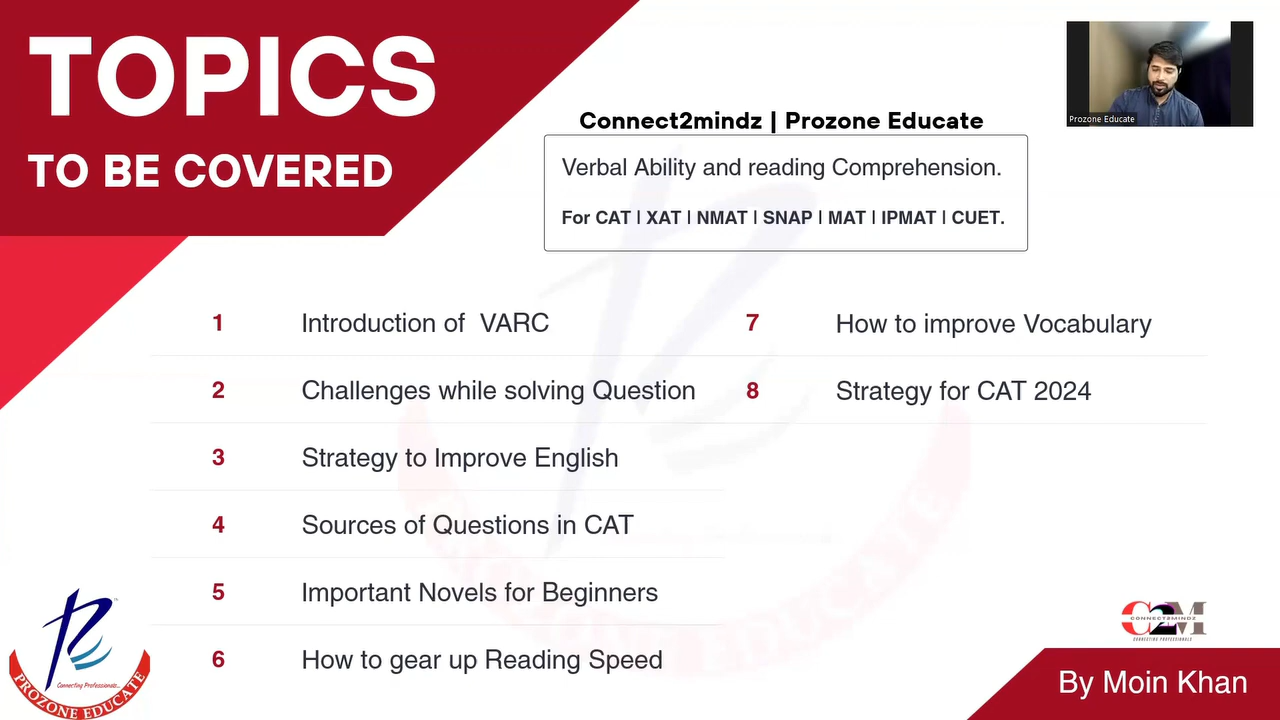 TOPICS
TO BE COVERED
Connect2mindz | Prozone Educate
Verbal Ability and reading Comprehension.
For CAT | XAT | NMAT | SNAP | MAT | IPMAT | CUET.
Prozone Educate
1 Introduction of VARC
2 Challenges while solving Question
3 Strategy to Improve English
4 Sources of Questions in CAT
5 Important Novels for Beginners
6 How to gear up Reading Speed
7 How to improve Vocabulary
8 Strategy for CAT 2024
Connecting Professionals...
PROZONE EDUCATE
C2M
CONNECT2MINDZ
CONNECTING PROFESSIONALS
By Moin Khan